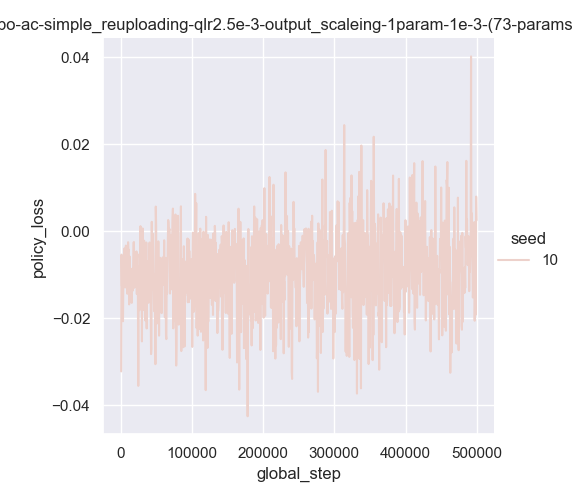 oo-ac-simple_reuploading-qlr2.5e-3-output_scaleing-1param-1e-3-(73-params
0.04
0.02
0.00
−0.02
−0.04
policy_loss
seed
10
0 100000 200000 300000 400000 500000
global_step